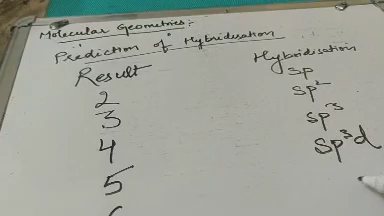 Molecular Geometries:-
Prediction of Hybridisation
Result Hybridisation
2 sp
3 sp²
4 sp³
5 sp³d